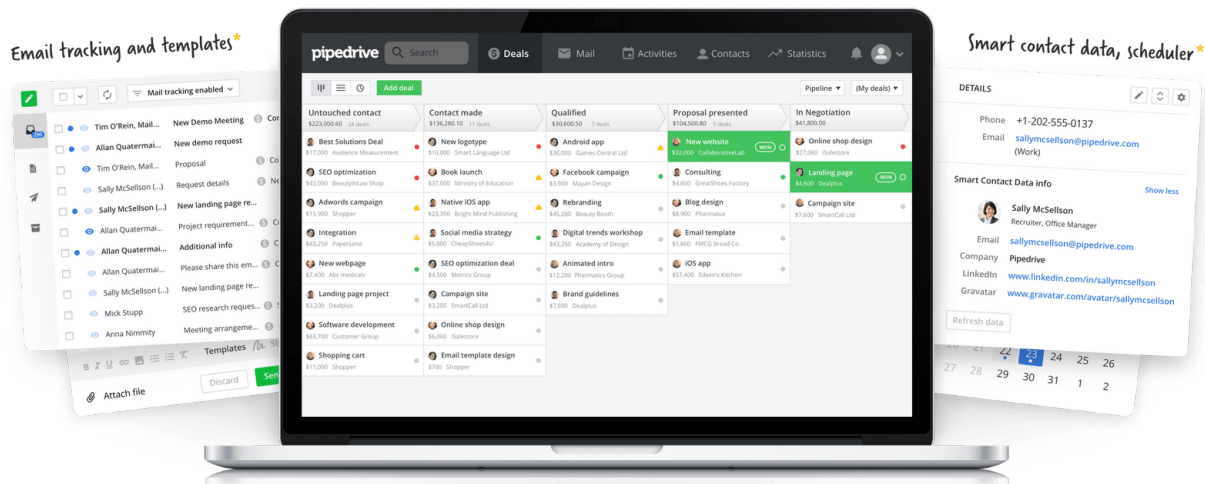 Email tracking and templates*
Smart contact data, scheduler*
Mail tracking enabled
290
Tim O'Rein, Mail... New Demo Meeting
Allan Quatermai... New demo request
Tim O'Rein, Mail... Proposal
Sally McSellson (...) Request details
Sally McSellson (...) New landing page re...
Allan Quatermai... Project requirement...
Allan Quatermai... Additional info
Allan Quatermai... Please share this em...
Sally McSellson (...) New landing page re...
Mick Stupp SEO research reques...
Anna Nimmity Meeting arrangeme...
B I U Templates
Attach file Discard
pipedrive Search Deals Mail Activities Contacts Statistics
Add deal Pipeline (My deals)
Untouched contact
$223,000.60 24 deals
Best Solutions Deal
$17,000 Audience Measurement
SEO optimization
$42,000 BeautyInLaw Shop
Adwords campaign
$15,900 Shopper
Integration
$43,250 Papersand
New webpage
$7,400 Abc medicals
Landing page project
$3,200 Dealplus
Software development
$63,700 Customer Group
Shopping cart
$11,000 Shopper
Contact made
$136,280.10 11 deals
New logotype
$10,000 Smart Language Ltd
Book launch
$37,000 Ministry of Education
Native iOS app
$23,350 Bright Mind Publishing
Social media strategy
$5,800 CheapShoes4U
SEO optimization deal
$4,500 Metrics Group
Campaign site
$3,200 SmartCall Ltd
Online shop design
$6,000 iSalestore
Email template design
$700 Shopper
Qualified
$30,600.50 7 deals
Android app
$36,000 Games Central Ltd
Facebook campaign
$3,900 Mayan Design
Rebranding
$45,200 Beauty Booth
Digital trends workshop
$43,250 Academy of Design
Animated intro
$12,200 Pharmatics Group
Brand guidelines
$7,600 Dealplus
Proposal presented
$104,500.80 5 deals
New website
$32,000 CollaborativeLab
WON
Consulting
$4,600 GreatShoes Factory
Blog design
$8,900 Pharmalux
Email template
$1,600 FMCG Bread Co.
iOS app
$57,400 Edwin's Kitchen
In Negotiation
$41,800.00
Online shop design
$27,060 iSalestore
Landing page
$4,600 Dealplus
WON
Campaign site
$7,600 SmartCall Ltd
DETAILS
Phone +1-202-555-0137
Email sallymcsellson@pipedrive.com
(Work)
Smart Contact Data info Show less
Sally McSellson
Recruiter, Office Manager
Email sallymcsellson@pipedrive.com
Company Pipedrive
LinkedIn www.linkedin.com/in/sallymcsellson
Gravatar www.gravatar.com/avatar/sallymcsellson
Refresh data
22 23 24 25 26
27 28 29 30 31 1 2